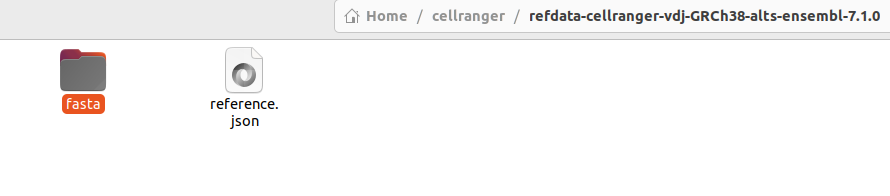 Home / cellranger / refdata-cellranger-vdj-GRCh38-alts-ensembl-7.1.0
fasta
reference.
json